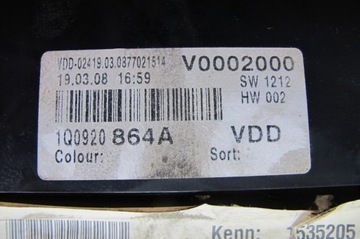 VDD-02419.03.0877021514 V0002000
19.03.08 16:59 SW 1212
HW 002
1Q0920 864A VDD
Colour: Sort:
Kenn: 1535205